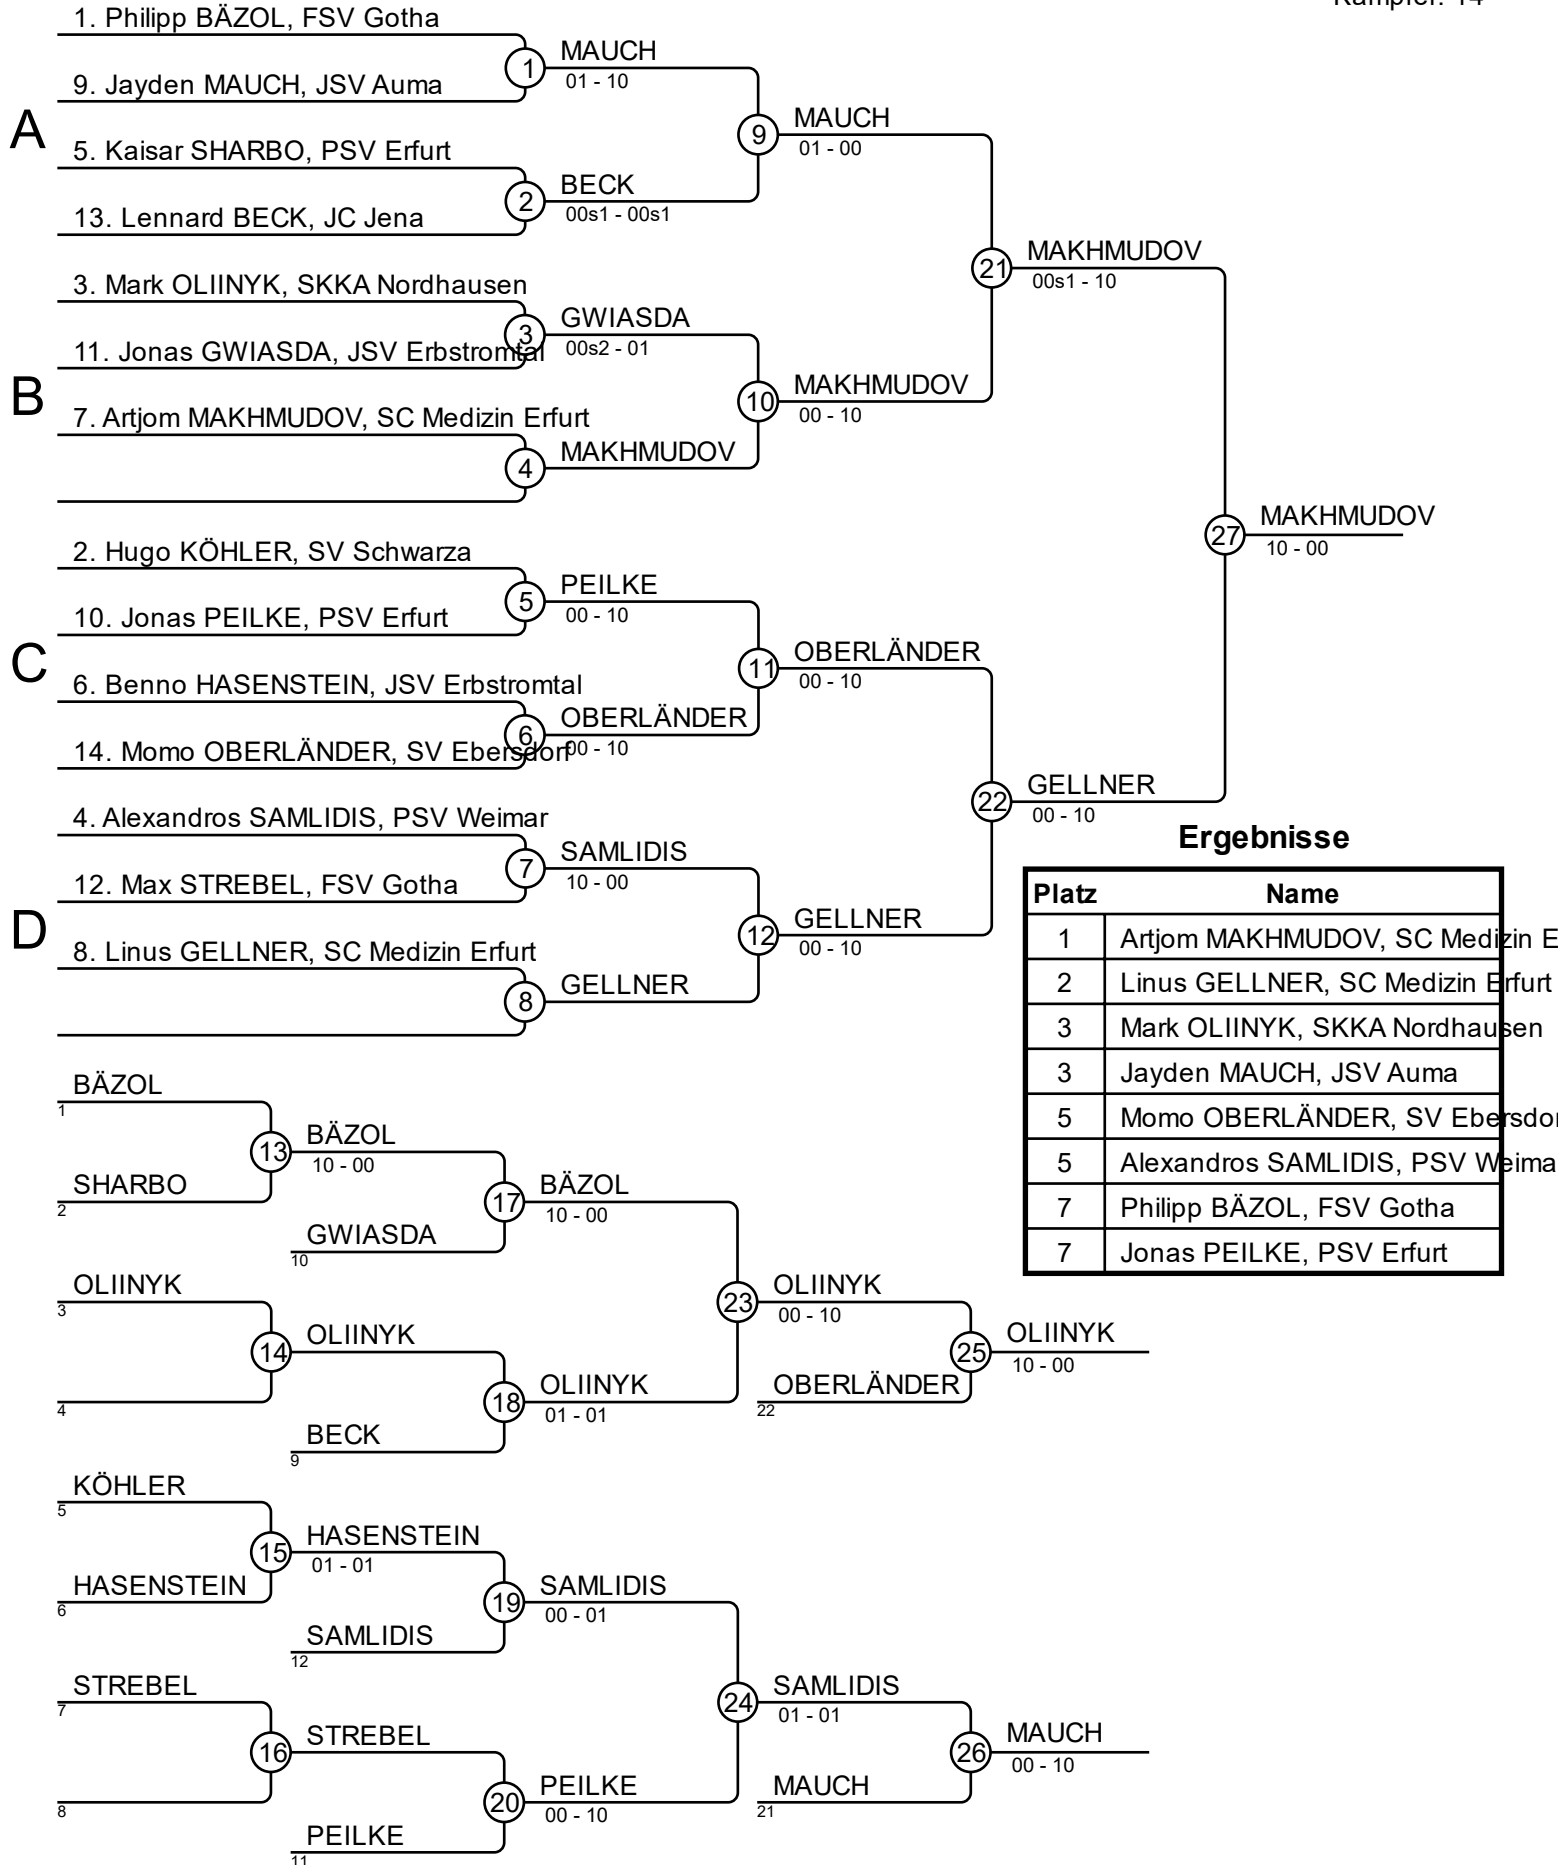 Kämpfer: 14
1. Philipp BÄZOL, FSV Gotha
1
MAUCH
01 - 10
9. Jayden MAUCH, JSV Auma
A
9
MAUCH
01 - 00
5. Kaisar SHARBO, PSV Erfurt
2
BECK
00s1 - 00s1
13. Lennard BECK, JC Jena
21
MAKHMUDOV
00s1 - 10
3. Mark OLIINYK, SKKA Nordhausen
3
GWIASDA
00s2 - 01
11. Jonas GWIASDA, JSV Erbstromtal
B
10
MAKHMUDOV
00 - 10
7. Artjom MAKHMUDOV, SC Medizin Erfurt
4
MAKHMUDOV
27
MAKHMUDOV
10 - 00
2. Hugo KÖHLER, SV Schwarza
5
PEILKE
00 - 10
10. Jonas PEILKE, PSV Erfurt
C
11
OBERLÄNDER
00 - 10
6. Benno HASENSTEIN, JSV Erbstromtal
6
OBERLÄNDER
00 - 10
14. Momo OBERLÄNDER, SV Ebersdorf
22
GELLNER
00 - 10
4. Alexandros SAMLIDIS, PSV Weimar
7
SAMLIDIS
10 - 00
12. Max STREBEL, FSV Gotha
D
12
GELLNER
00 - 10
8. Linus GELLNER, SC Medizin Erfurt
8
GELLNER
Ergebnisse
Platz Name
1 Artjom MAKHMUDOV, SC Medizin E
2 Linus GELLNER, SC Medizin Erfurt
3 Mark OLIINYK, SKKA Nordhausen
3 Jayden MAUCH, JSV Auma
5 Momo OBERLÄNDER, SV Ebersdor
5 Alexandros SAMLIDIS, PSV Weima
7 Philipp BÄZOL, FSV Gotha
7 Jonas PEILKE, PSV Erfurt
BÄZOL
1
13
BÄZOL
10 - 00
SHARBO
2
17
BÄZOL
10 - 00
GWIASDA
10
OLIINYK
3
23
OLIINYK
00 - 10
14
OLIINYK
4
25
OLIINYK
10 - 00
18
OLIINYK
01 - 01
OBERLÄNDER
22
BECK
9
KÖHLER
5
15
HASENSTEIN
01 - 01
HASENSTEIN
6
19
SAMLIDIS
00 - 01
SAMLIDIS
12
STREBEL
7
24
SAMLIDIS
01 - 01
16
STREBEL
8
26
MAUCH
00 - 10
20
PEILKE
00 - 10
MAUCH
21
PEILKE
11